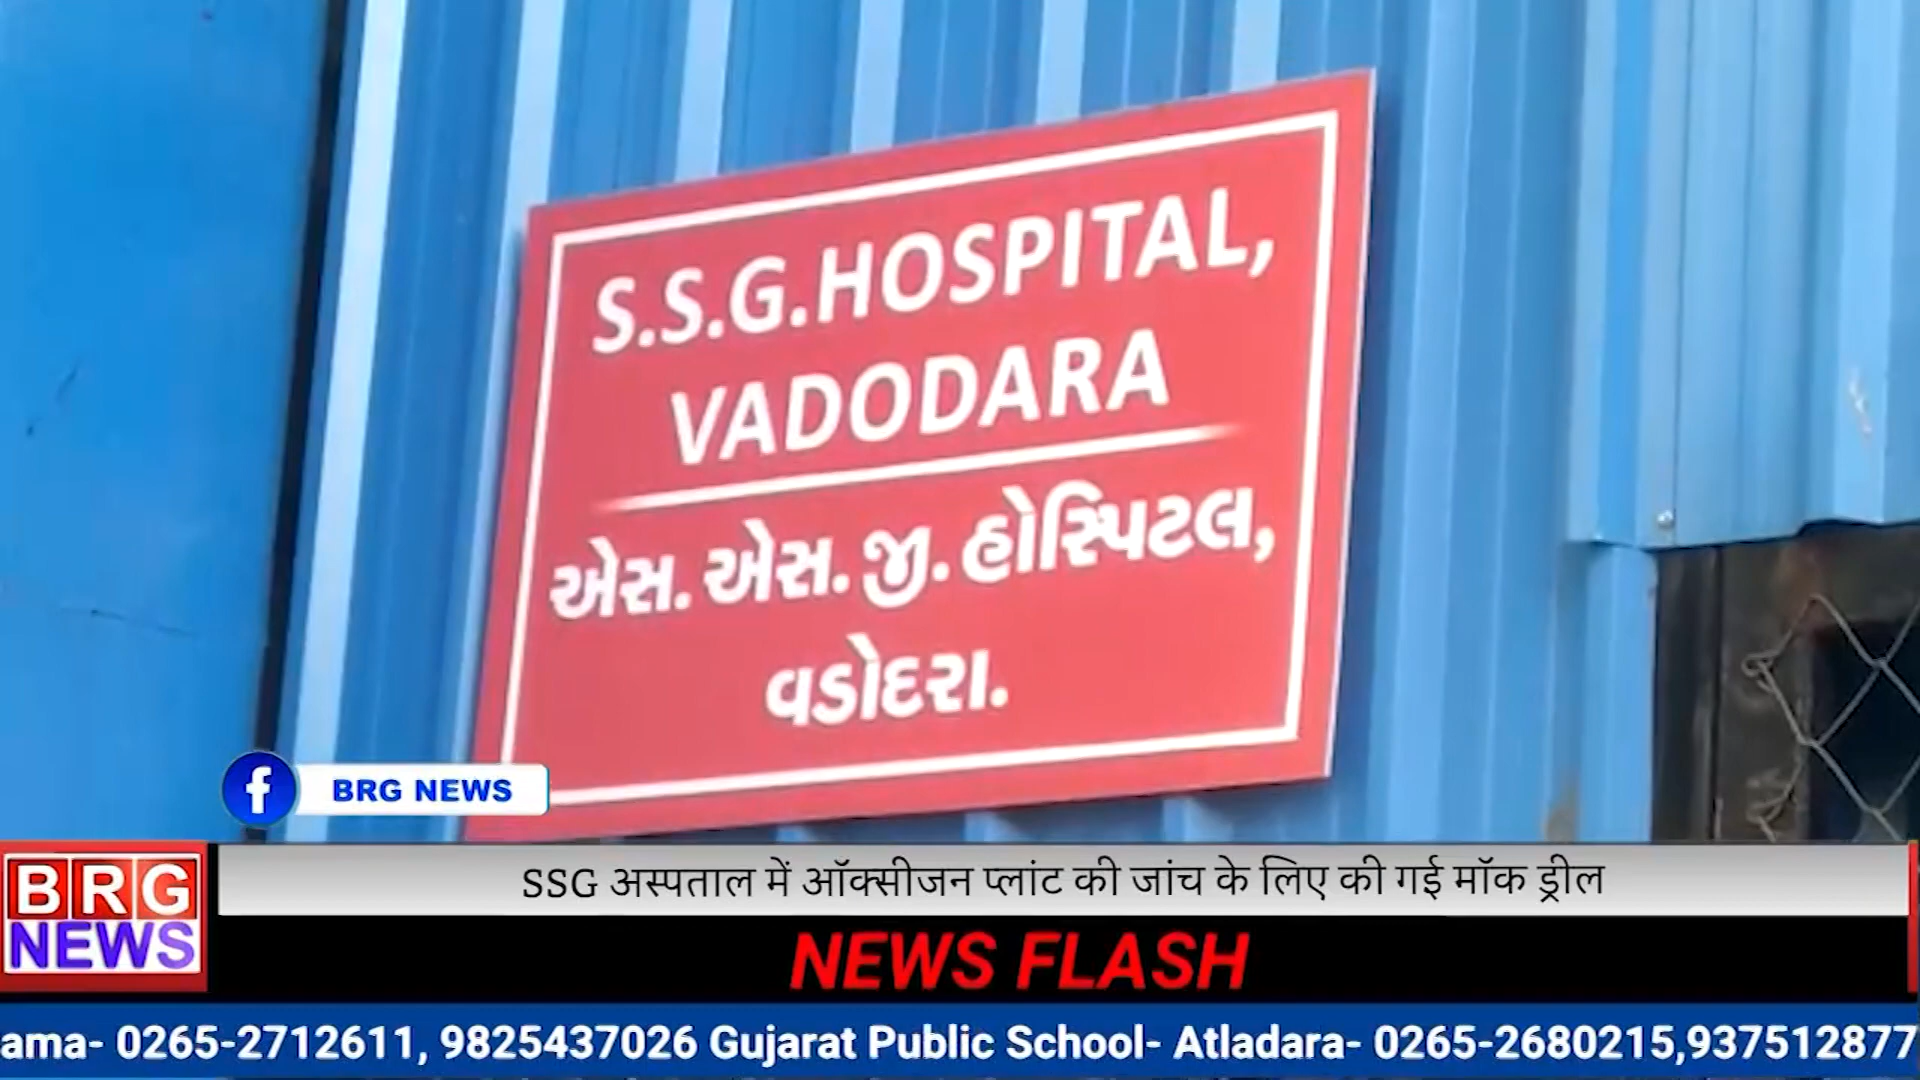 S.S.G.HOSPITAL,
VADODARA
એસ. એસ. જી. હોસ્પિટલ,
વડોદરા.
BRG NEWS
SSG अस्पताल में ऑक्सीजन प्लांट की जांच के लिए की गई मॉक ड्रील
BRG
NEWS
NEWS FLASH
ama- 0265-2712611, 9825437026 Gujarat Public School- Atladara- 0265-2680215,937512877